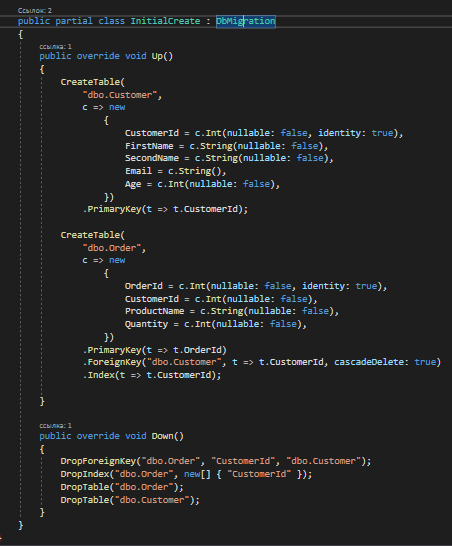 Ссылок: 2
public partial class InitialCreate : DbMigration
{
ссылка: 1
public override void Up()
{
CreateTable(
"dbo.Customer",
c => new
{
CustomerId = c.Int(nullable: false, identity: true),
FirstName = c.String(nullable: false),
SecondName = c.String(nullable: false),
Email = c.String(),
Age = c.Int(nullable: false),
})
.PrimaryKey(t => t.CustomerId);
CreateTable(
"dbo.Order",
c => new
{
OrderId = c.Int(nullable: false, identity: true),
CustomerId = c.Int(nullable: false),
ProductName = c.String(nullable: false),
Quantity = c.Int(nullable: false),
})
.PrimaryKey(t => t.OrderId)
.ForeignKey("dbo.Customer", t => t.CustomerId, cascadeDelete: true)
.Index(t => t.CustomerId);
}
ссылка: 1
public override void Down()
{
DropForeignKey("dbo.Order", "CustomerId", "dbo.Customer");
DropIndex("dbo.Order", new[] { "CustomerId" });
DropTable("dbo.Order");
DropTable("dbo.Customer");
}
}